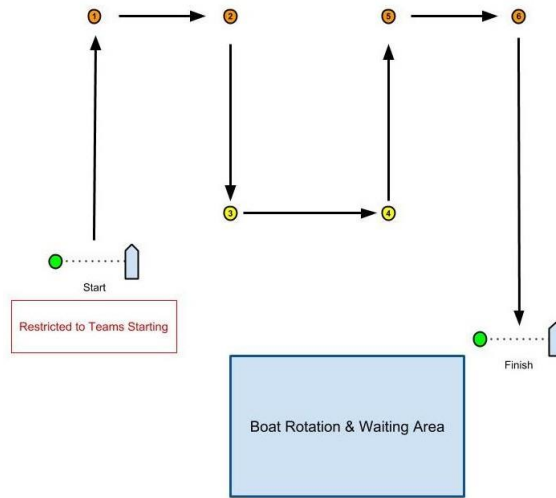 1
2
5
6
3
4
Start
Restricted to Teams Starting
Finish
Boat Rotation & Waiting Area